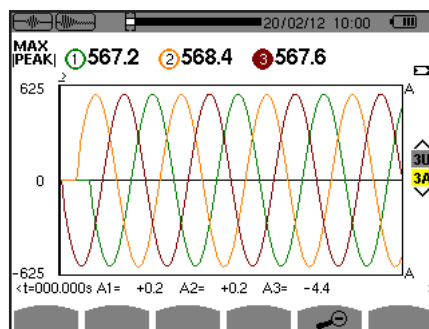 20/02/12 10:00
MAX
|PEAK| 1 567.2 2 568.4 3 567.6
625 A
0
3U
3A
-625 A
<t=000.000s A1= +0.2 A2= +0.2 A3= -4.4